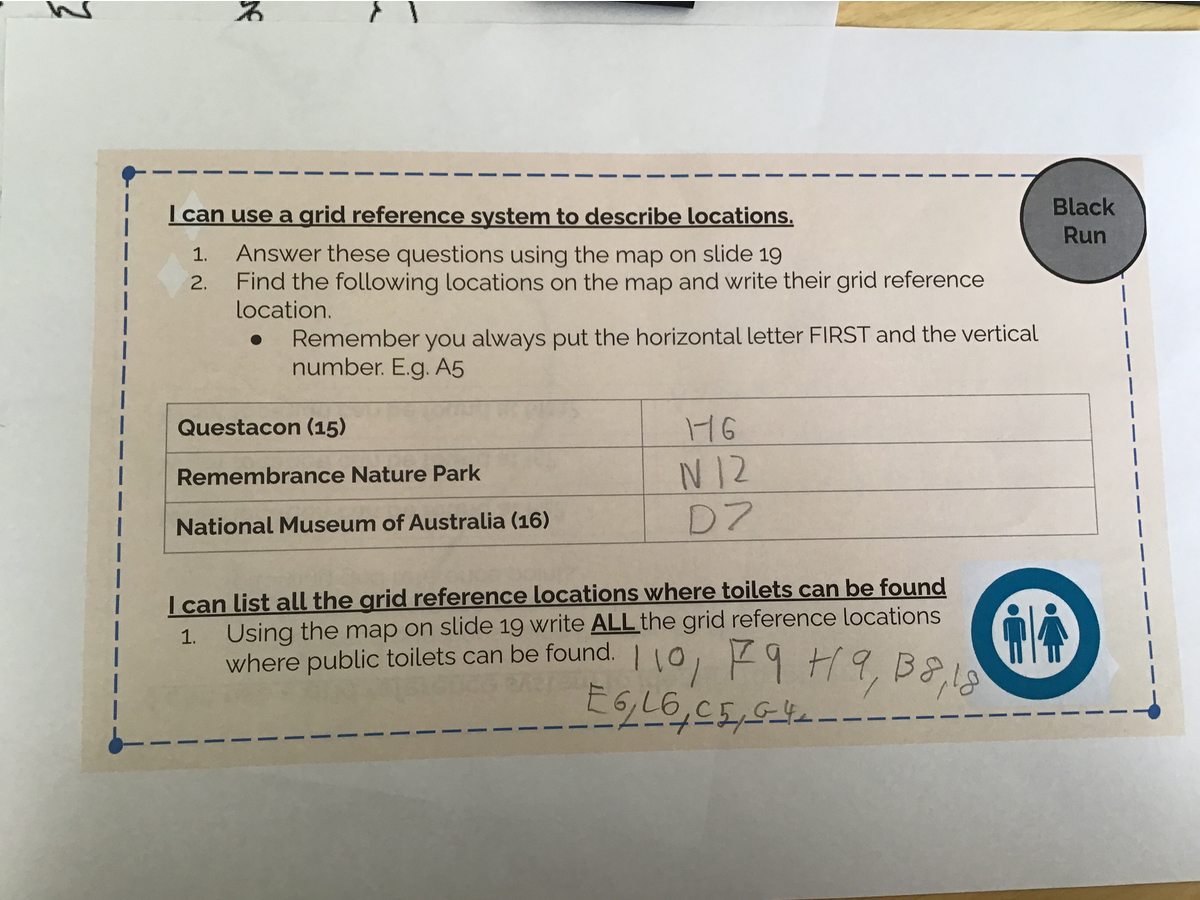 Black
Run
I can use a grid reference system to describe locations.
1. Answer these questions using the map on slide 19
2. Find the following locations on the map and write their grid reference
location.
● Remember you always put the horizontal letter FIRST and the vertical
number. E.g. A5
Questacon (15) H6
Remembrance Nature Park N12
National Museum of Australia (16) D7
I can list all the grid reference locations where toilets can be found
1. Using the map on slide 19 write ALL the grid reference locations
where public toilets can be found. I10, F9 H9, B8, I8
E6, L6, C5, G4.